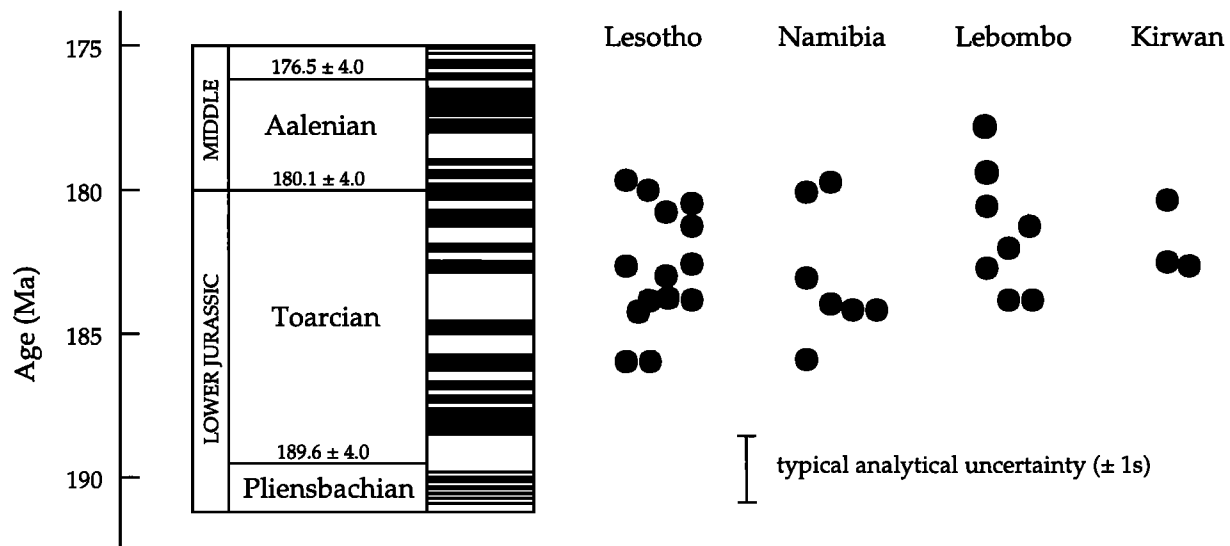 Lesotho Namibia Lebombo Kirwan
175
176.5 ± 4.0
MIDDLE
Aalenian
180.1 ± 4.0
180
Age (Ma)
LOWER JURASSIC
Toarcian
185
189.6 ± 4.0
typical analytical uncertainty (± 1s)
190
Pliensbachian